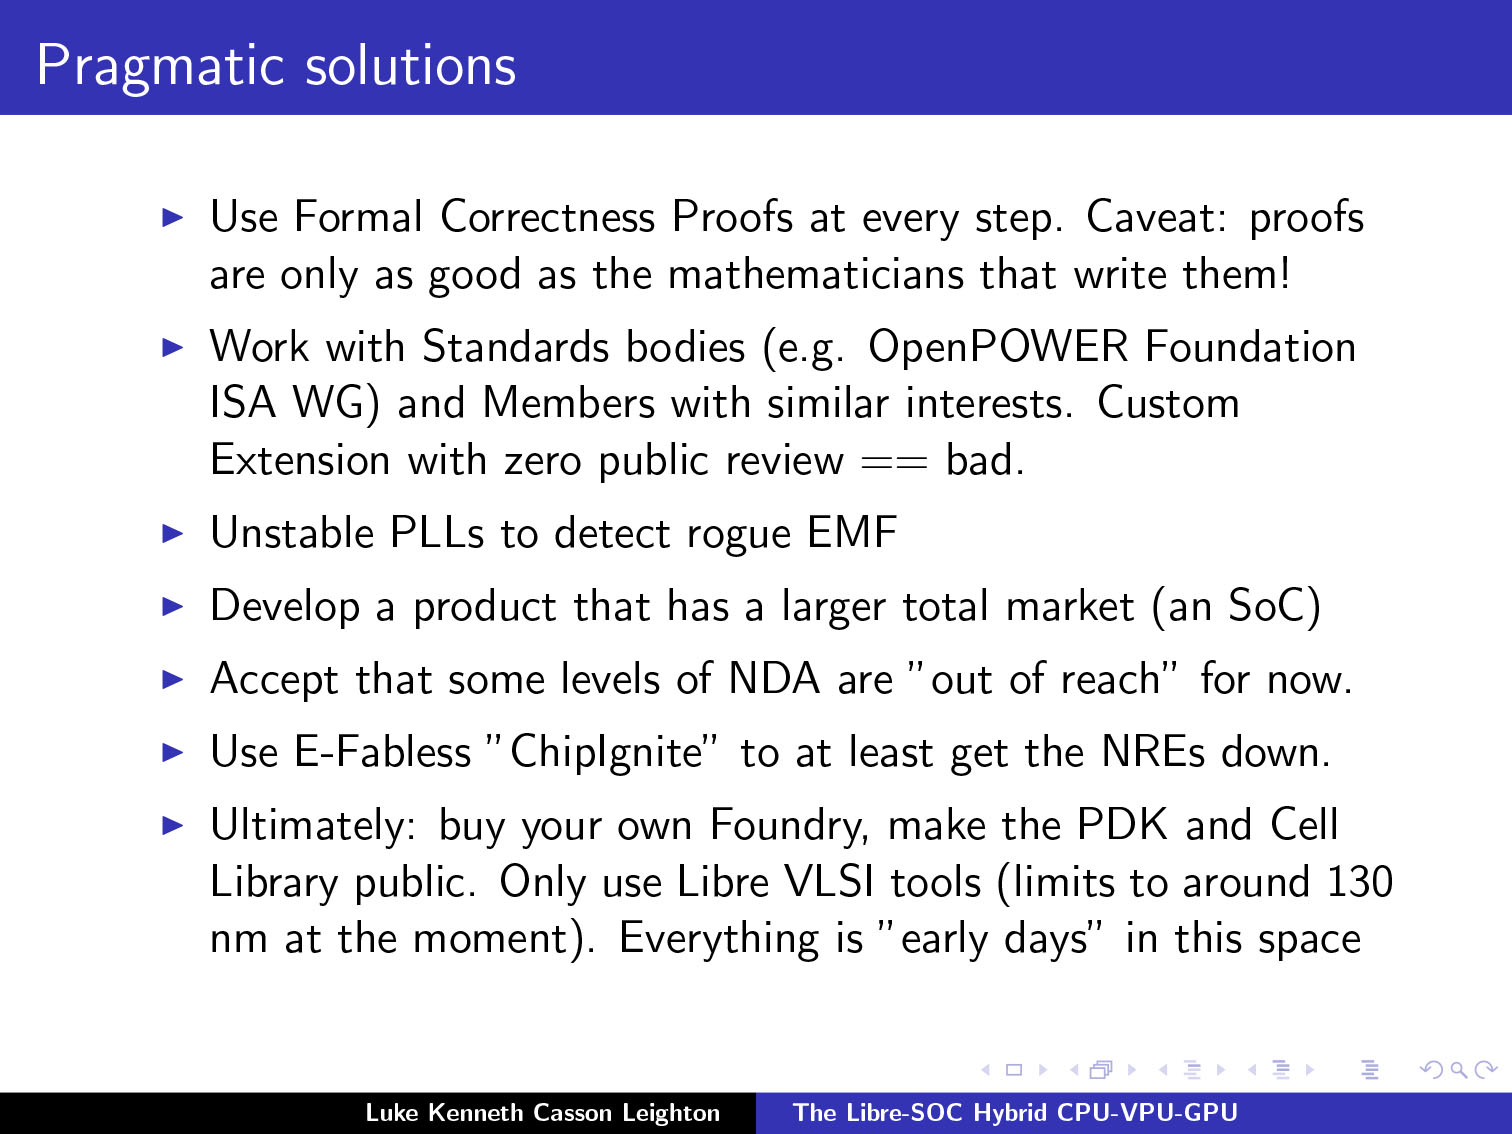 Pragmatic solutions
Use Formal Correctness Proofs at every step. Caveat: proofs
are only as good as the mathematicians that write them!
Work with Standards bodies (e.g. OpenPOWER Foundation
ISA WG) and Members with similar interests. Custom
Extension with zero public review == bad.
Unstable PLLs to detect rogue EMF
Develop a product that has a larger total market (an SoC)
Accept that some levels of NDA are ”out of reach” for now.
Use E-Fabless ”ChipIgnite” to at least get the NREs down.
Ultimately: buy your own Foundry, make the PDK and Cell
Library public. Only use Libre VLSI tools (limits to around 130
nm at the moment). Everything is ”early days” in this space
Luke Kenneth Casson Leighton
The Libre-SOC Hybrid CPU-VPU-GPU